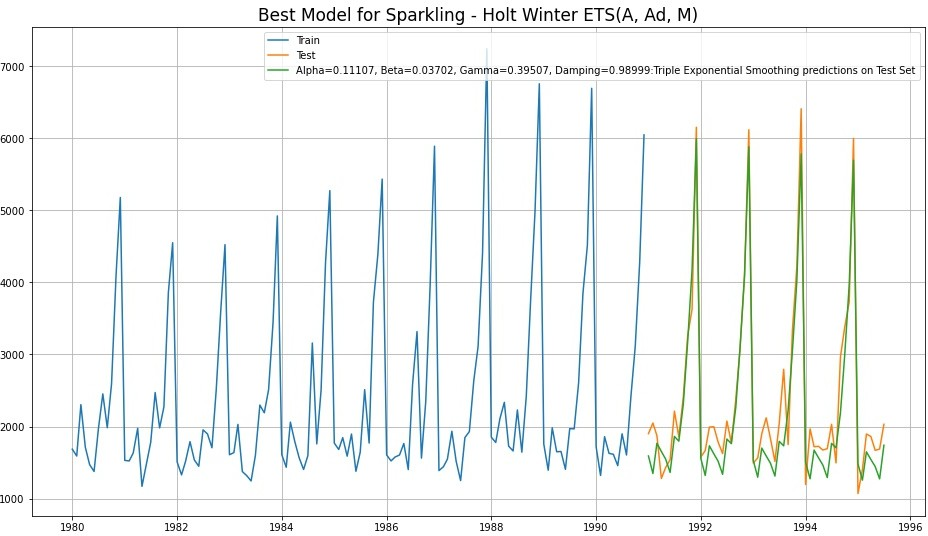 Best Model for Sparkling - Holt Winter ETS(A, Ad, M)
Train
Test
Alpha=0.11107, Beta=0.03702, Gamma=0.39507, Damping=0.98999:Triple Exponential Smoothing predictions on Test Set
7000
6000
5000
4000
3000
2000
1000
1980 1982 1984 1986 1988 1990 1992 1994 1996